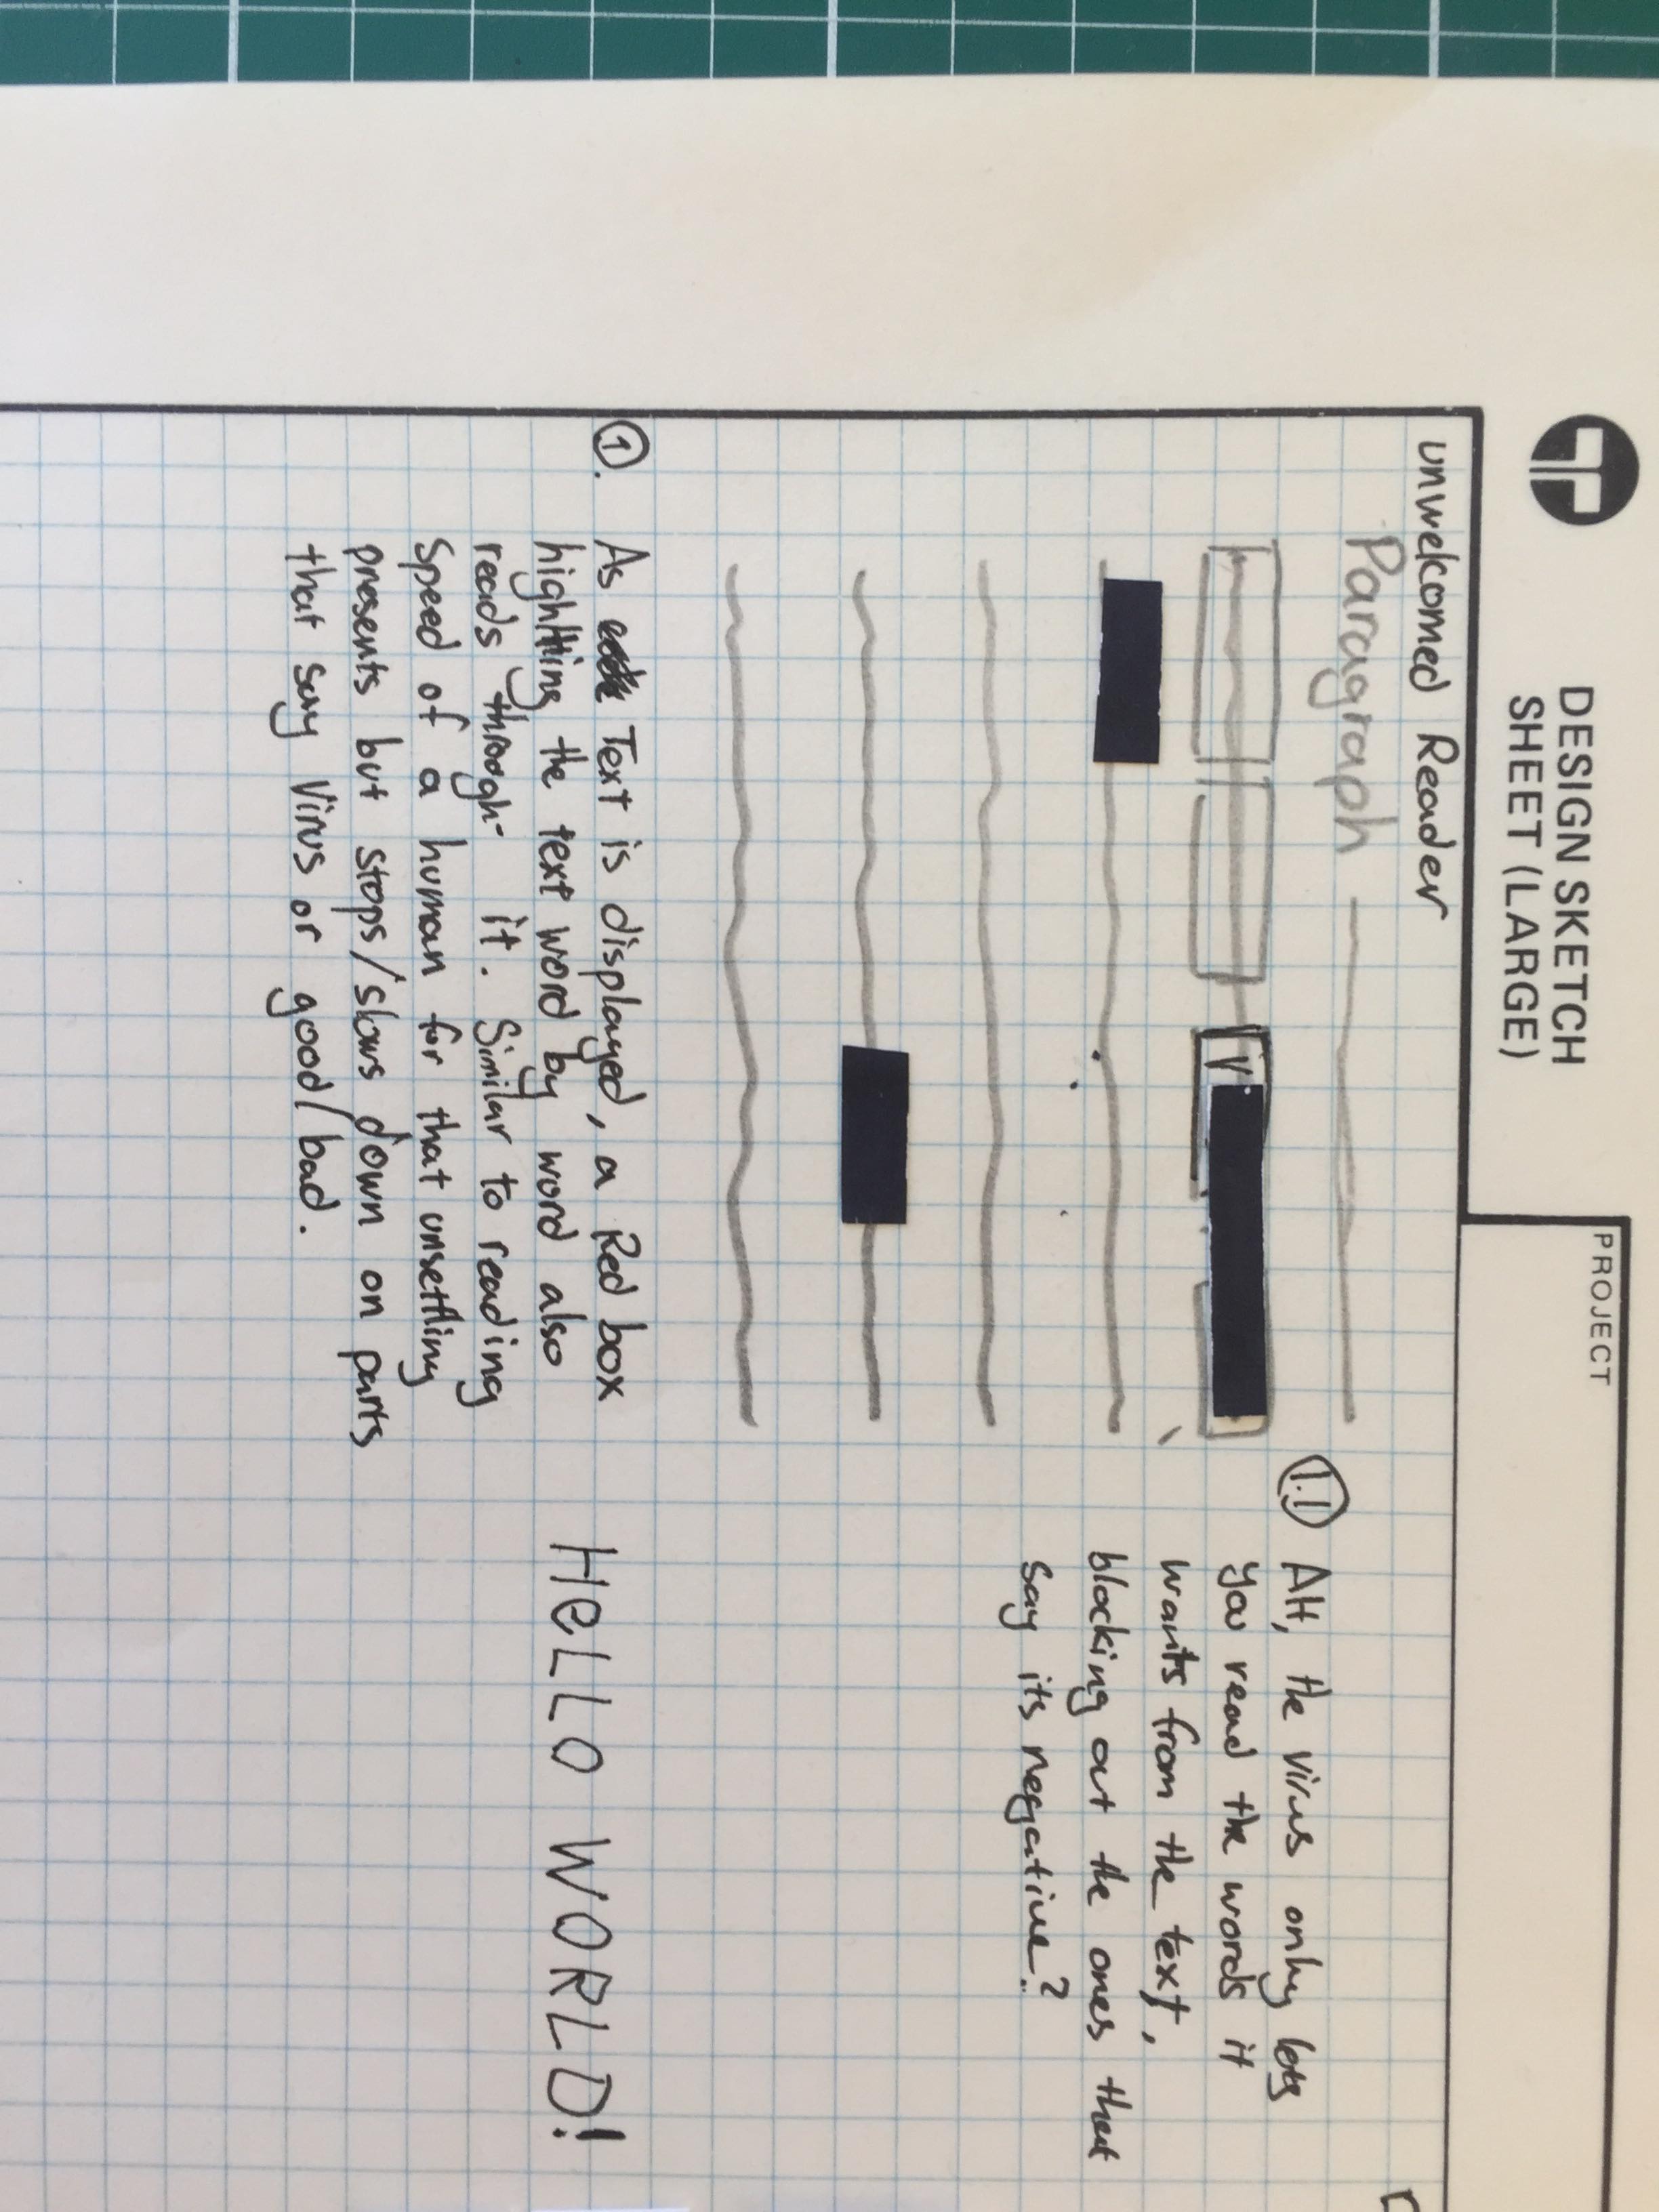 DESIGN SKETCH
SHEET (LARGE)
PROJECT
unwelcomed Reader
Paragraph
V
1.1 Alt, the virus only lets
you read the words it
wants from the text,
blocking out the ones that
say its negative?
1. As Text is displayed, a Red box
highltting the text word by word also
reads through it. Similar to reading
Speed of a human for that unsettling
presents but stops/slows down on parts
that say Virus or good/bad.
HeLLO WORLD!